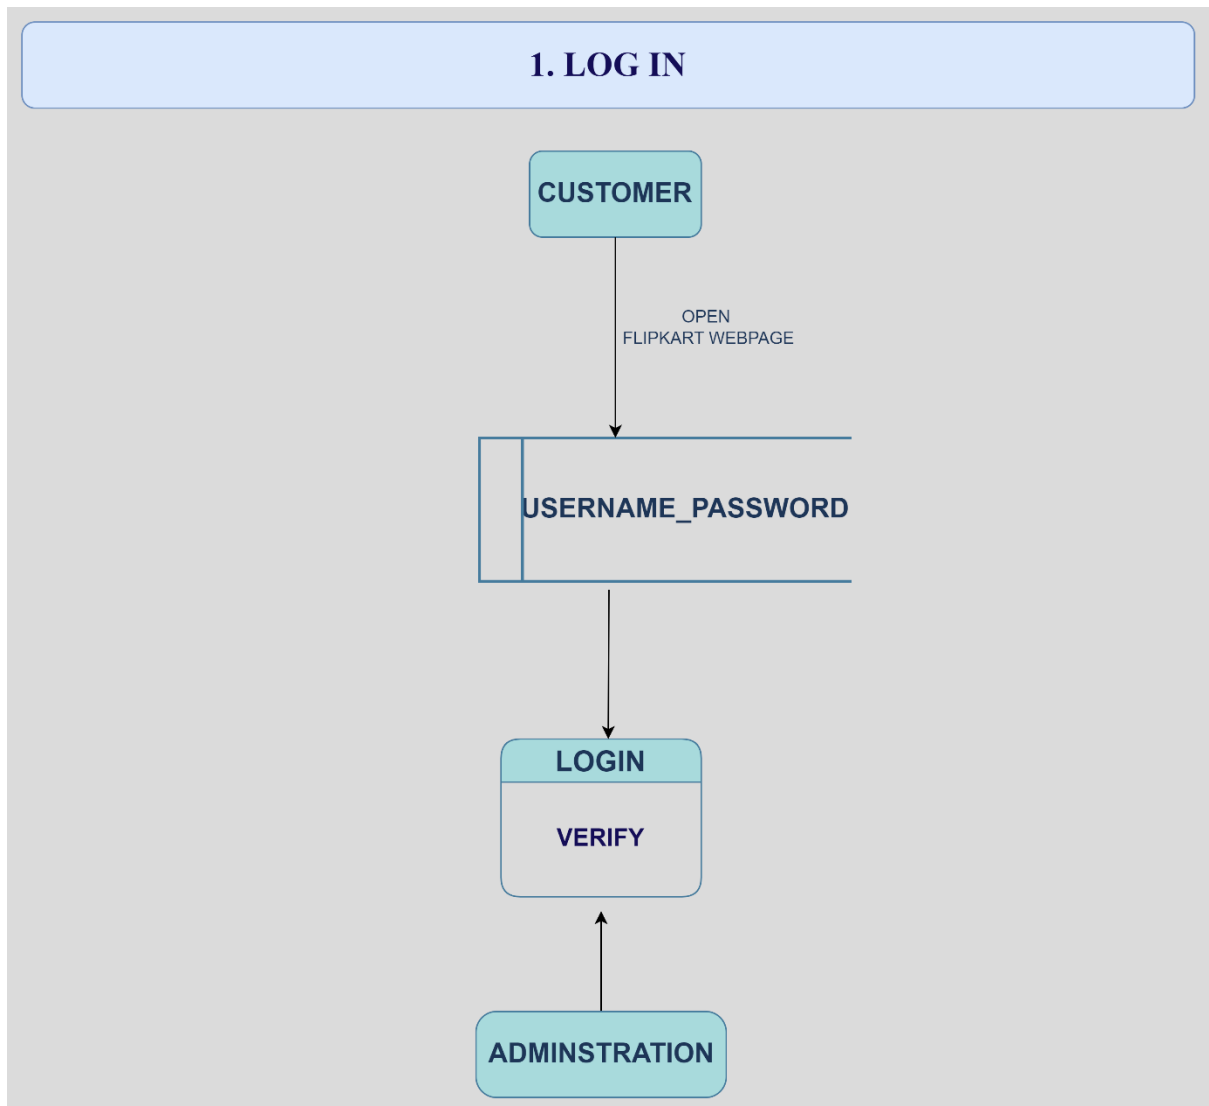 1. LOG IN
CUSTOMER
OPEN
FLIPKART WEBPAGE
USERNAME_PASSWORD
LOGIN
VERIFY
ADMINSTRATION